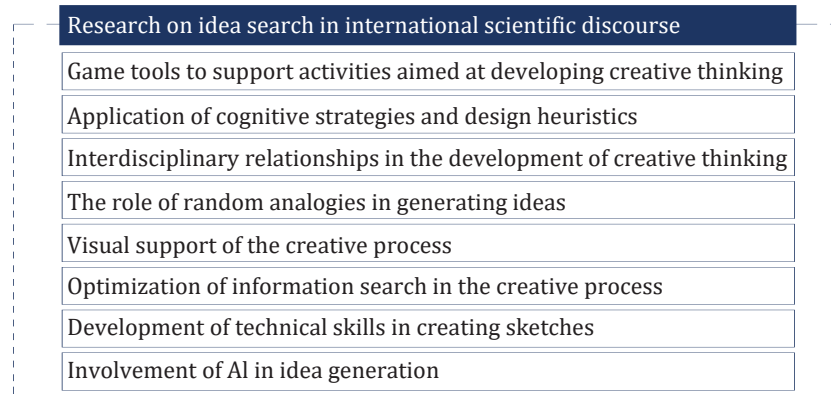 Research on idea search in international scientific discourse
Game tools to support activities aimed at developing creative thinking
Application of cognitive strategies and design heuristics
Interdisciplinary relationships in the development of creative thinking
The role of random analogies in generating ideas
Visual support of the creative process
Optimization of information search in the creative process
Development of technical skills in creating sketches
Involvement of Al in idea generation